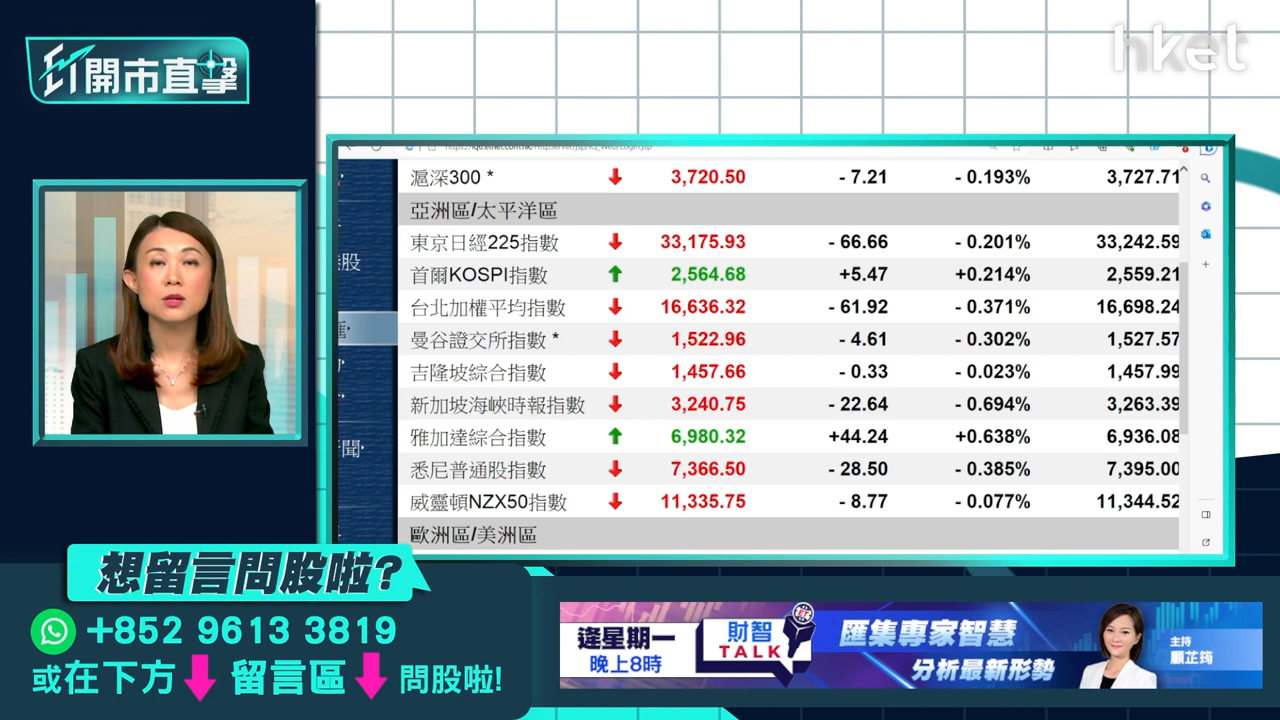 ET開市直擊
hket
滬深300 * 3,720.50 - 7.21 - 0.193% 3,727.71
亞洲區/太平洋區
東京日經225指數 33,175.93 - 66.66 - 0.201% 33,242.59
首爾KOSPI指數 2,564.68 +5.47 +0.214% 2,559.21
台北加權平均指數 16,636.32 - 61.92 - 0.371% 16,698.24
曼谷證交所指數 * 1,522.96 - 4.61 - 0.302% 1,527.57
吉隆坡綜合指數 1,457.66 - 0.33 - 0.023% 1,457.99
新加坡海峽時報指數 3,240.75 - 22.64 - 0.694% 3,263.39
雅加達綜合指數 6,980.32 +44.24 +0.638% 6,936.08
悉尼普通股指數 7,366.50 - 28.50 - 0.385% 7,395.00
威爾頓NZX50指數 11,335.75 - 8.77 - 0.077% 11,344.52
歐洲區/美洲區
股
匯
聞
想留言問股啦?
+852 9613 3819
或在下方 留言區 問股啦!
逢星期一
晚上8時
財智
TALK
匯集專家智慧
分析最新形勢
主持
顧芷筠